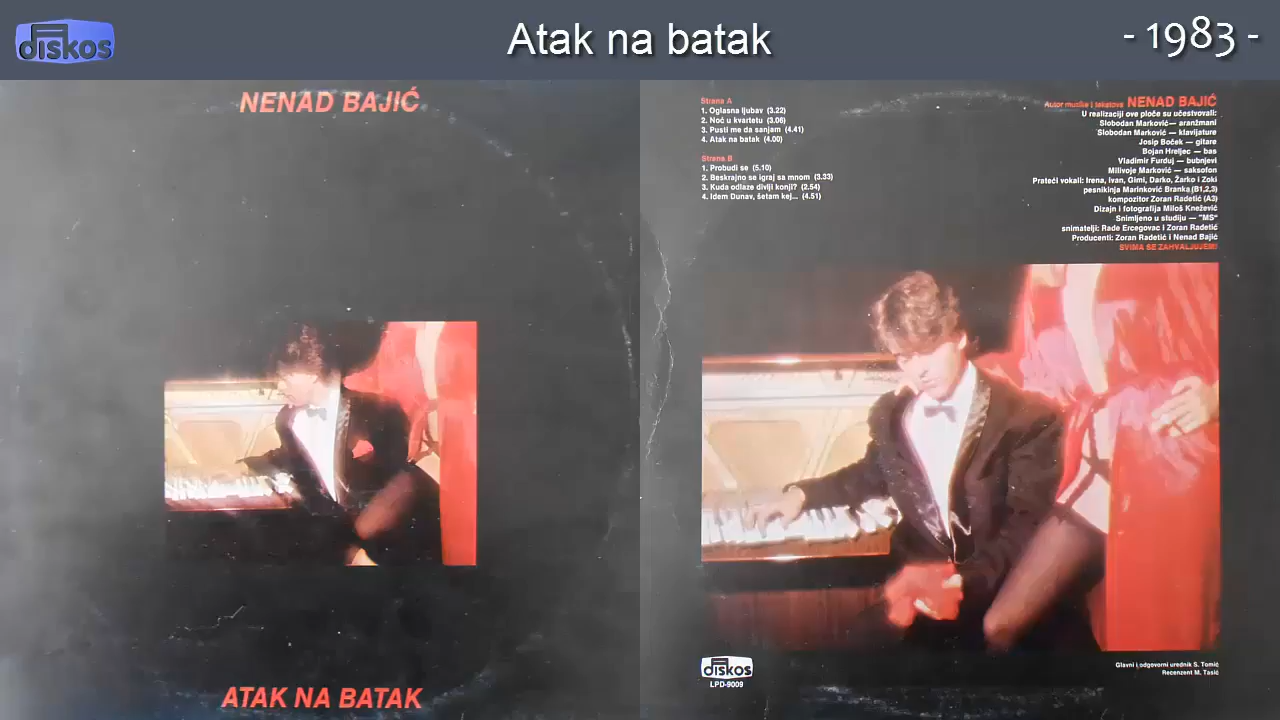 diskos
Atak na batak
- 1983 -
NENAD BAJIĆ
ATAK NA BATAK
Strana A
1. Oglasna ljubav (3.22)
2. Noć u kvartetu (3.06)
3. Pusti me da sanjam (4.41)
4. Atak na batak (4.00)
Strana B
1. Probudi se (5.10)
2. Beskrajno se igraj sa mnom (3.33)
3. Kuda odlaze divlji konji? (2.54)
4. Idem Dunav, šetam kej... (4.51)
Autor muzike i tekstova NENAD BAJIĆ
U realizaciji ove ploče su učestvovali:
Slobodan Marković — aranžmani
Slobodan Marković — klavijature
Josip Boček — gitare
Bojan Hreljac — bas
Vladimir Furduj — bubnjevi
Milivoje Marković — saksofon
Prateći vokali: Irena, Ivan, Gimi, Darko, Žarko i Zoki
pesnikinja Marinković Branka (B1,2,3)
kompozitor Zoran Radetić (A3)
Dizajn i fotografija Miloš Knežević
Snimljeno u studiju — "MS"
snimatelji: Rade Ercegovac i Zoran Radetić
Producenti: Zoran Radetić i Nenad Bajić
SVIMA SE ZAHVALJUJEM!
diskos
LPD-9009
Glavni i odgovorni urednik S. Tomić
Recenzent M. Tasić